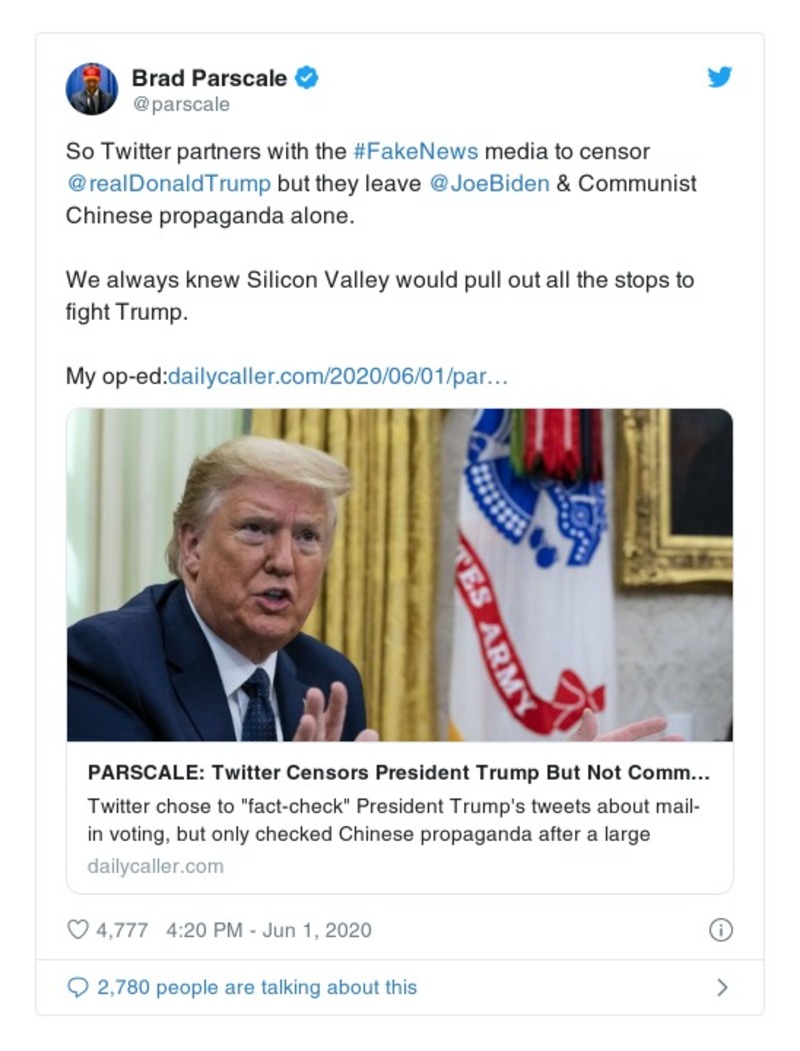 Brad Parscale
@parscale
So Twitter partners with the #FakeNews media to censor
@realDonaldTrump but they leave @JoeBiden & Communist
Chinese propaganda alone.
We always knew Silicon Valley would pull out all the stops to
fight Trump.
My op-ed:dailycaller.com/2020/06/01/par…
TES ARMY
PARSCALE: Twitter Censors President Trump But Not Comm...
Twitter chose to "fact-check" President Trump's tweets about mail-
in voting, but only checked Chinese propaganda after a large
dailycaller.com
4,777 4:20 PM - Jun 1, 2020
2,780 people are talking about this